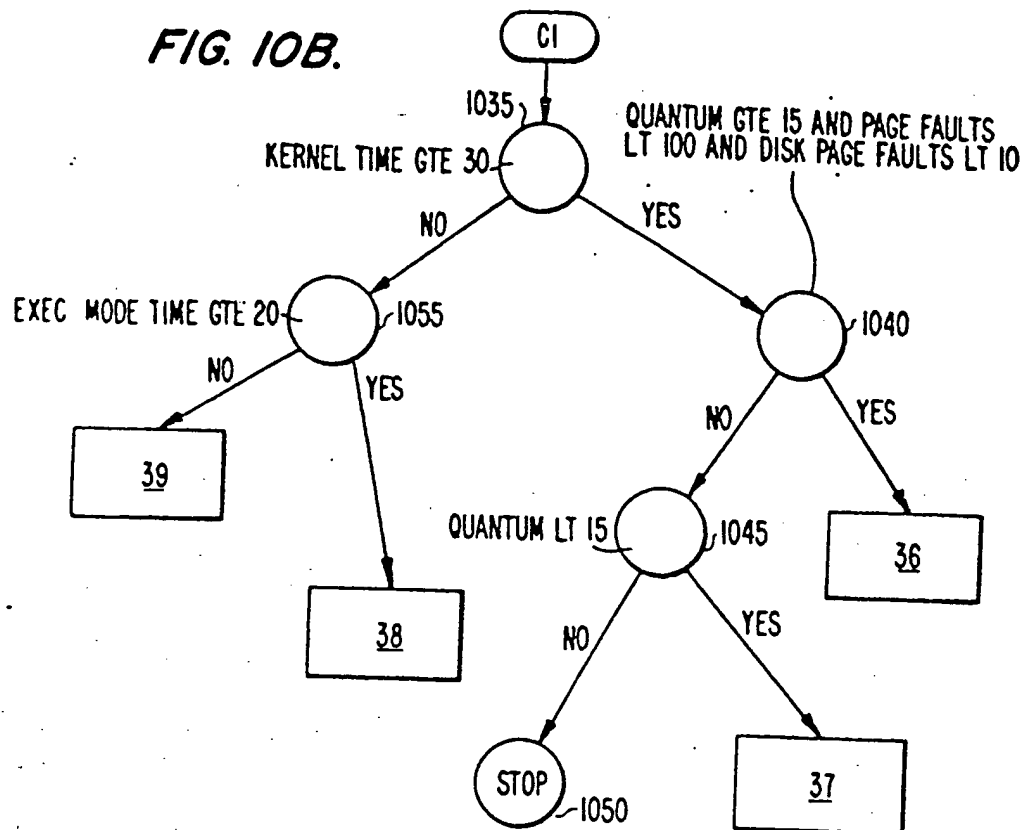 FIG. 10B.
C1
1035
QUANTUM GTE 15 AND PAGE FAULTS
LT 100 AND DISK PAGE FAULTS LT 10
KERNEL TIME GTE 30
NO
YES
EXEC MODE TIME GTE 20
1055
1040
NO
YES
NO
YES
39
QUANTUM LT 15
1045
36
38
NO
YES
STOP
1050
37